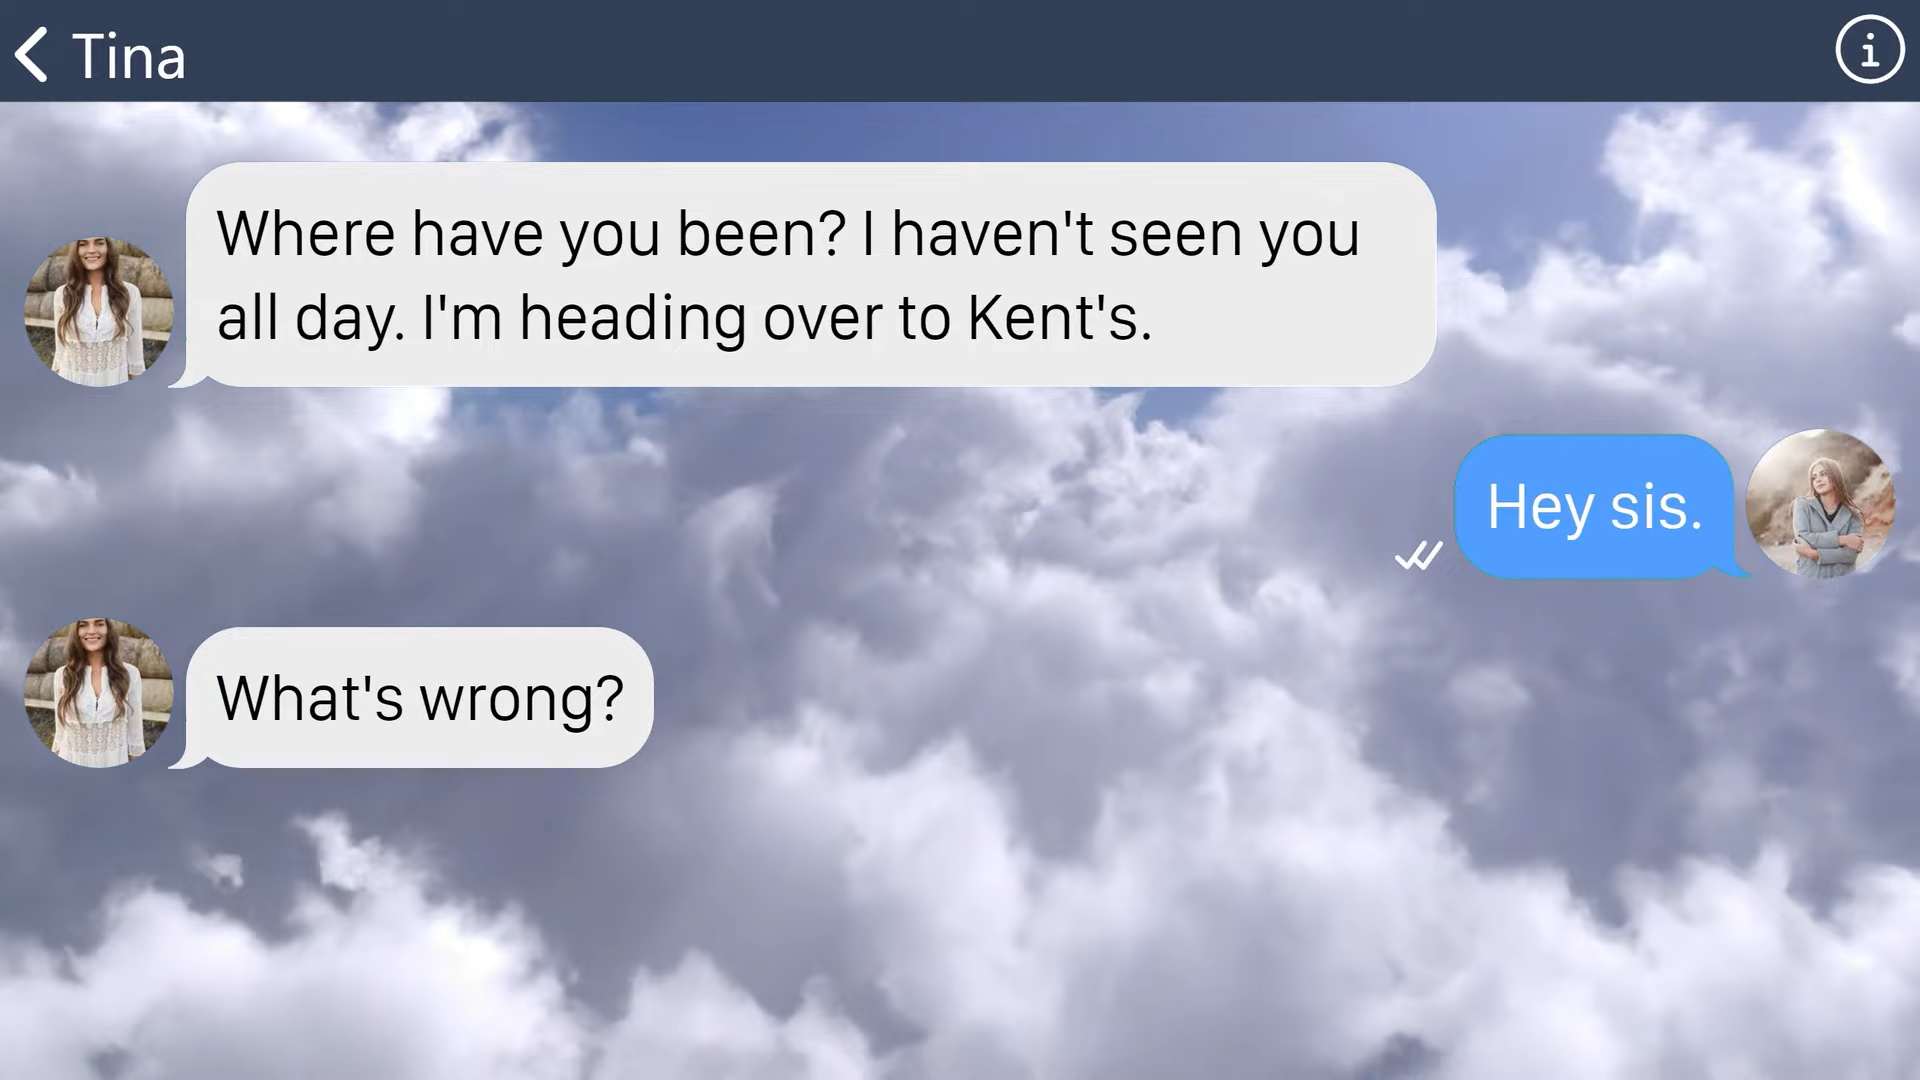 Tina
Where have you been? I haven't seen you
all day. I'm heading over to Kent's.
Hey sis.
What's wrong?